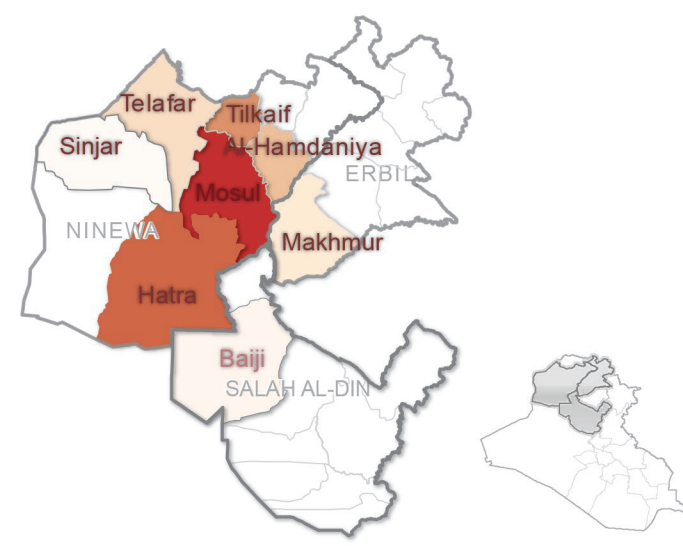 Telafar
Tilkaif
Sinjar
Al-Hamdaniya
ERBIL
Mosul
NINEWA
Makhmur
Hatra
Baiji
SALAH AL-DIN